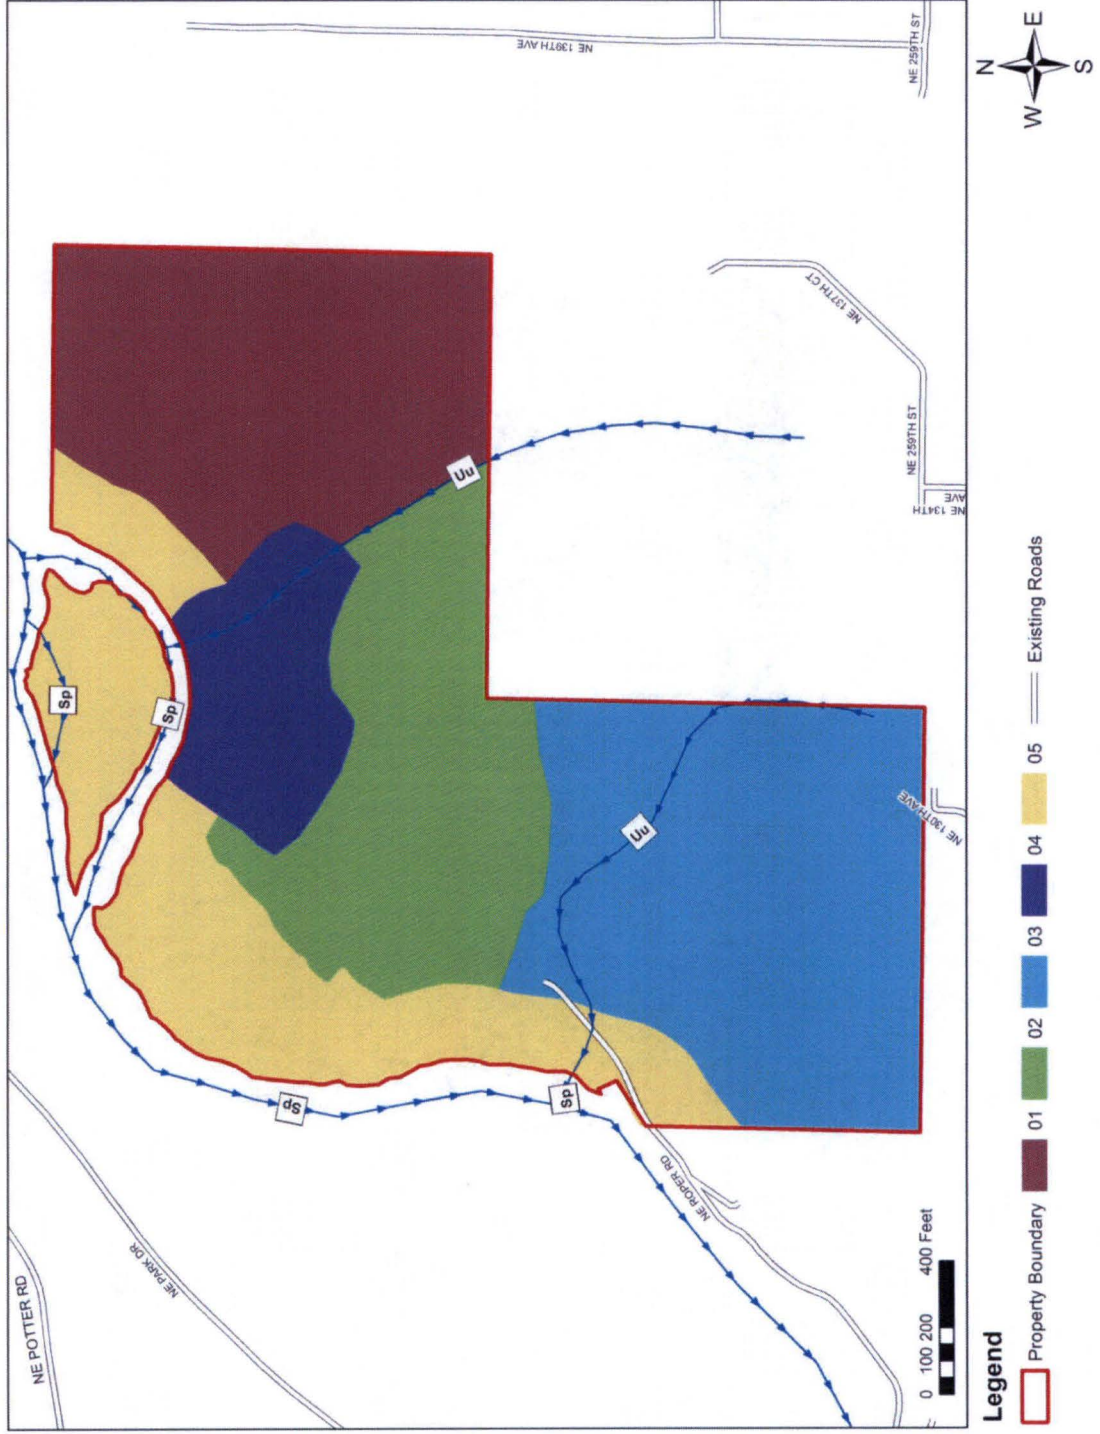 NE POTTER RD
Sp
NE PARK DR
Sp
Sp
Uu
NE 139TH AVE
Sp
Uu
NE ROPER RD
NE 137TH CT
NE 259TH ST
NE 259TH ST
NE 130TH AVE
NE 134TH
AVE
0 100 200 400 Feet
Legend
Property Boundary 01 02 03 04 05 Existing Roads
N
W E
S